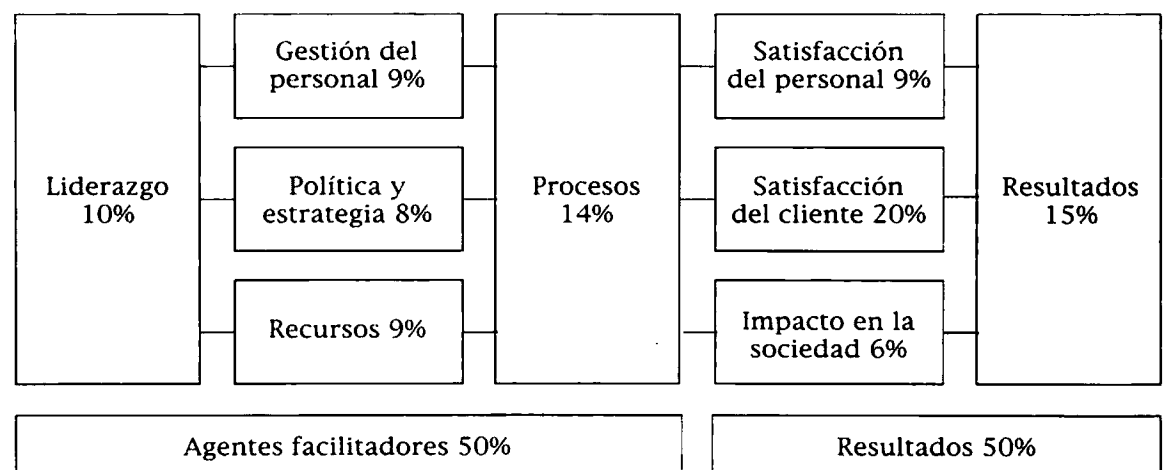 Liderazgo
10%
Gestión del
personal 9%
Política y
estrategia 8%
Recursos 9%
Procesos
14%
Satisfacción
del personal 9%
Satisfacción
del cliente 20%
Impacto en la
sociedad 6%
Resultados
15%
Agentes facilitadores 50%
Resultados 50%